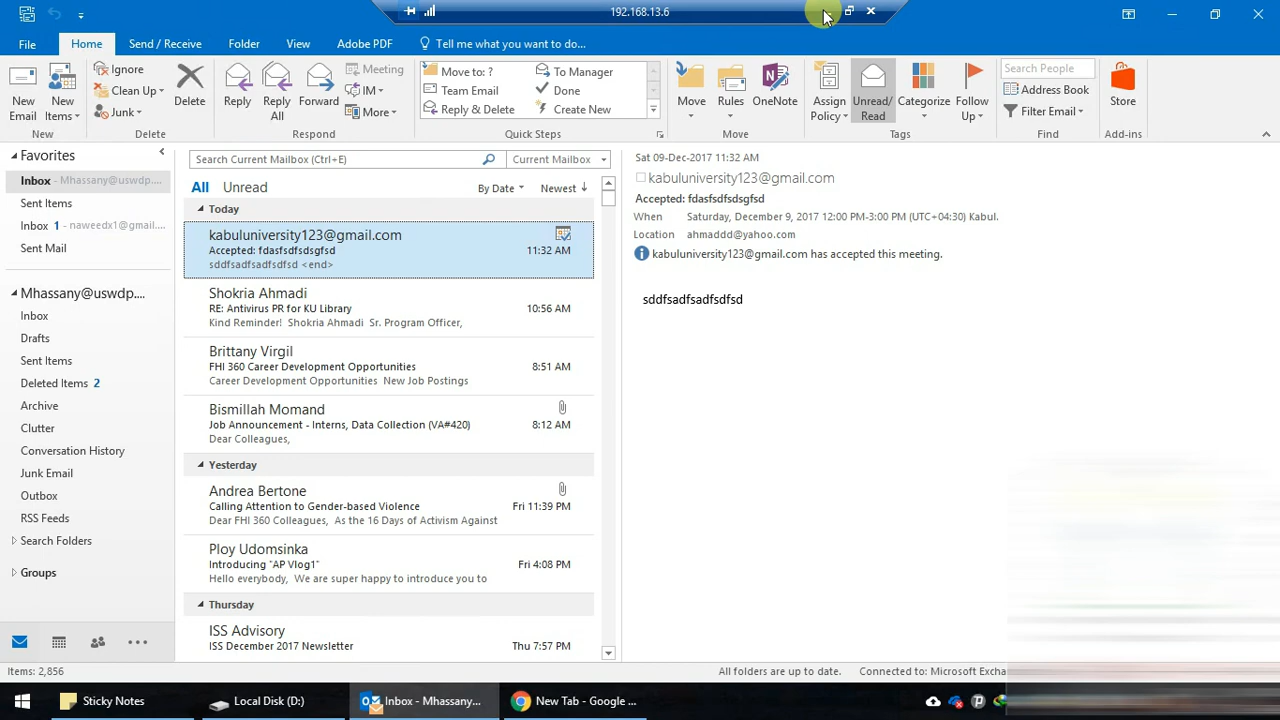 192.168.13.6
File Home Send / Receive Folder View Adobe PDF Tell me what you want to do...
New Email
New Items
New
Ignore
Clean Up
Junk
Delete
Delete
Reply
Reply All
Forward
Meeting
IM
More
Respond
Move to: ?
Team Email
Reply & Delete
To Manager
Done
Create New
Quick Steps
Move
Rules
OneNote
Move
Assign Policy
Unread/ Read
Categorize
Follow Up
Tags
Search People
Address Book
Filter Email
Find
Store
Add-ins
Favorites
Inbox - Mhassany@uswdp....
Sent Items
Inbox 1 - naweedx1@gmail....
Sent Mail
Mhassany@uswdp....
Inbox
Drafts
Sent Items
Deleted Items 2
Archive
Clutter
Conversation History
Junk Email
Outbox
RSS Feeds
Search Folders
Groups
Search Current Mailbox (Ctrl+E) Current Mailbox
All Unread By Date Newest ↓
Today
kabuluniversity123@gmail.com
Accepted: fdasfsdfsdsgfsd 11:32 AM
sddfsadfsadfsdfsd <end>
Shokria Ahmadi
RE: Antivirus PR for KU Library 10:56 AM
Kind Reminder! Shokria Ahmadi Sr. Program Officer,
Brittany Virgil
FHI 360 Career Development Opportunities 8:51 AM
Career Development Opportunities New Job Postings
Bismillah Momand
Job Announcement - Interns, Data Collection (VA#420) 8:12 AM
Dear Colleagues,
Yesterday
Andrea Bertone
Calling Attention to Gender-based Violence Fri 11:39 PM
Dear FHI 360 Colleagues, As the 16 Days of Activism Against
Ploy Udomsinka
Introducing "AP Vlog1" Fri 4:08 PM
Hello everybody, We are super happy to introduce you to
Thursday
ISS Advisory
ISS December 2017 Newsletter Thu 7:57 PM
Sat 09-Dec-2017 11:32 AM
kabuluniversity123@gmail.com
Accepted: fdasfsdfsdsgfsd
When Saturday, December 9, 2017 12:00 PM-3:00 PM (UTC+04:30) Kabul.
Location ahmaddd@yahoo.com
kabuluniversity123@gmail.com has accepted this meeting.
sddfsadfsadfsdfsd
Items: 2,856 All folders are up to date. Connected to: Microsoft Excha
Sticky Notes Local Disk (D:) Inbox - Mhassany... New Tab - Google ...